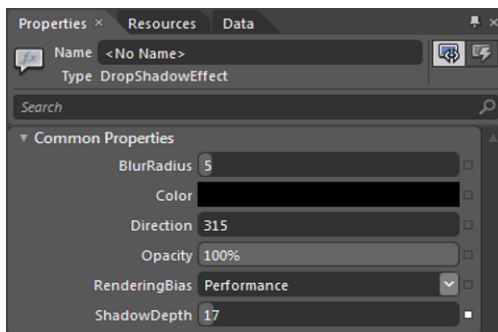 Properties × Resources Data
fx
Name <No Name>
Type DropShadowEffect
Search
Common Properties
BlurRadius 5
Color
Direction 315
Opacity 100%
RenderingBias Performance
ShadowDepth 17